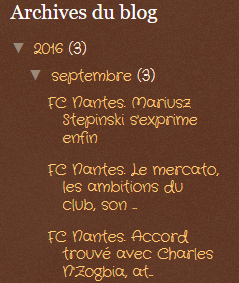 Archives du blog
▼ 2016 (3)
▼ septembre (3)
FC Nantes. Mariusz
Stepinski s'exprime
enfin
FC Nantes. Le mercato,
les ambitions du
club, son ...
FC Nantes. Accord
trouvé avec Charles
N'Zogbia, at...